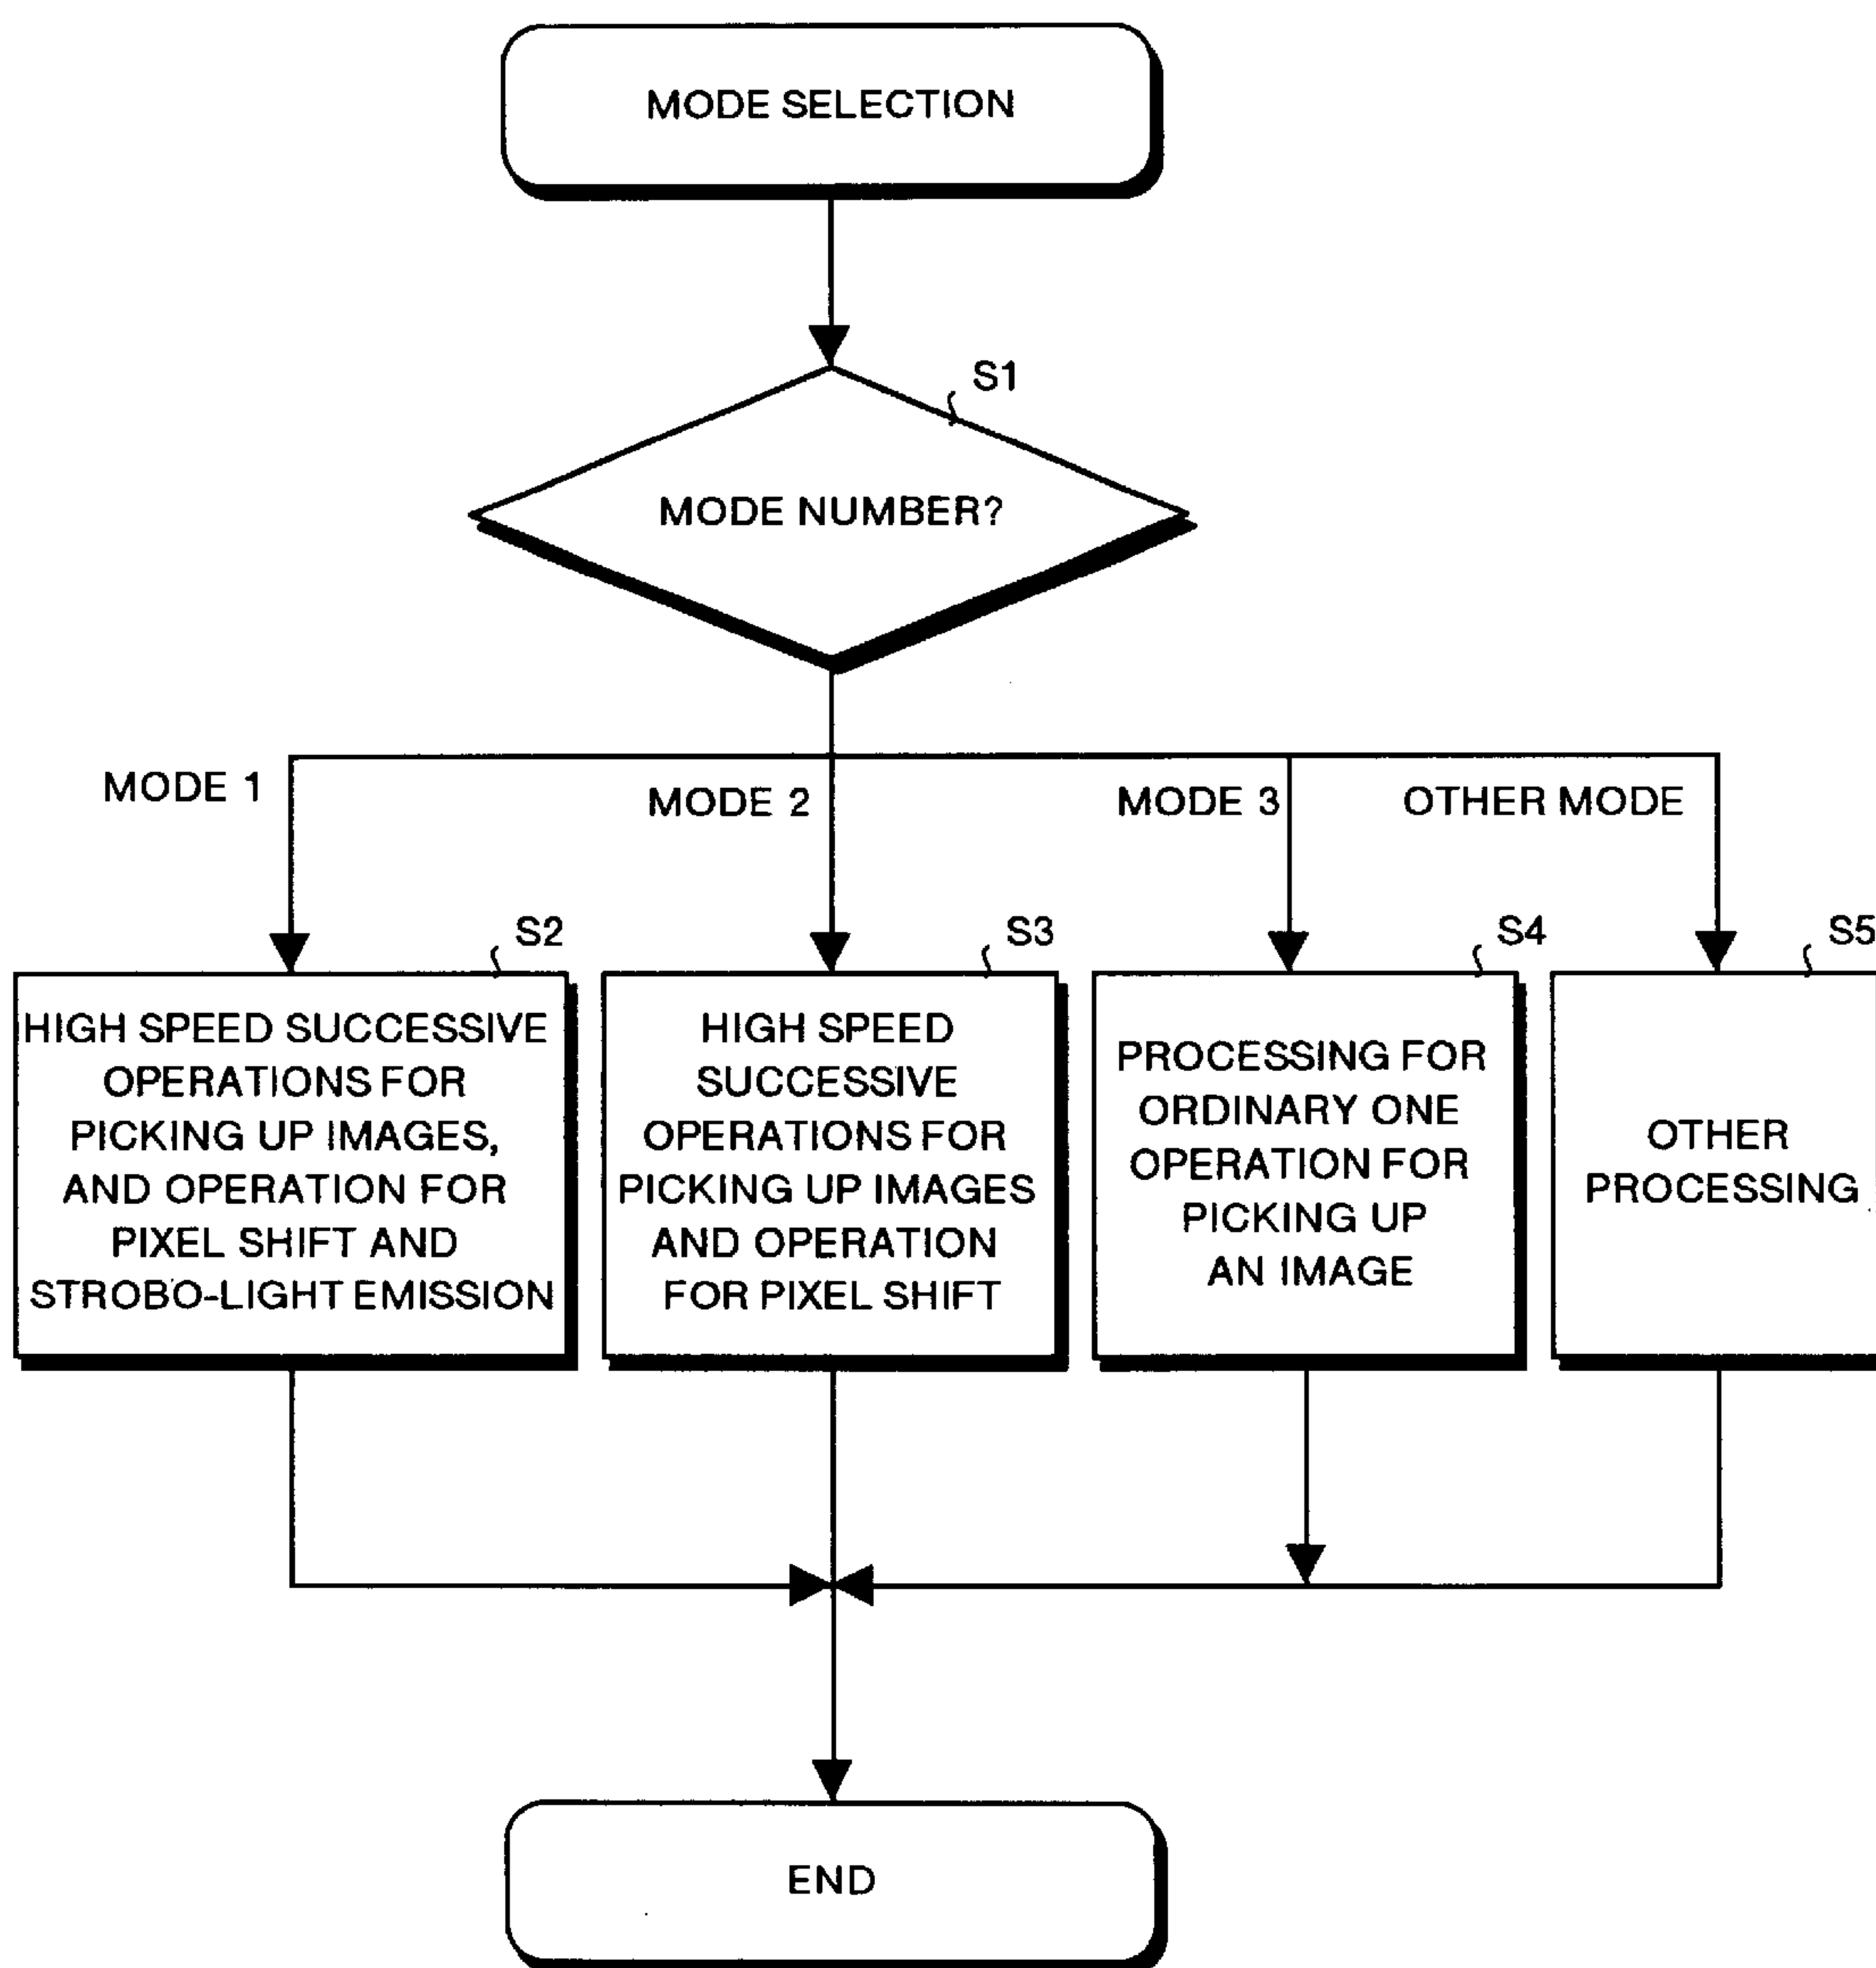 MODE SELECTION
S1
MODE NUMBER?
MODE 1
MODE 2
MODE 3
OTHER MODE
S2
HIGH SPEED SUCCESSIVE
OPERATIONS FOR
PICKING UP IMAGES,
AND OPERATION FOR
PIXEL SHIFT AND
STROBO-LIGHT EMISSION
S3
HIGH SPEED
SUCCESSIVE
OPERATIONS FOR
PICKING UP IMAGES
AND OPERATION
FOR PIXEL SHIFT
S4
PROCESSING FOR
ORDINARY ONE
OPERATION FOR
PICKING UP
AN IMAGE
S5
OTHER
PROCESSING
END